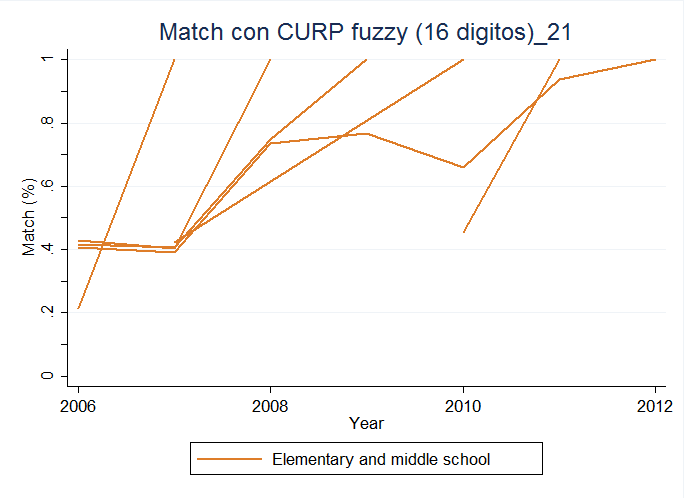 Match con CURP fuzzy (16 digitos)_21
Match (%)
1
.8
.6
.4
.2
0
2006
2008
2010
2012
Year
Elementary and middle school